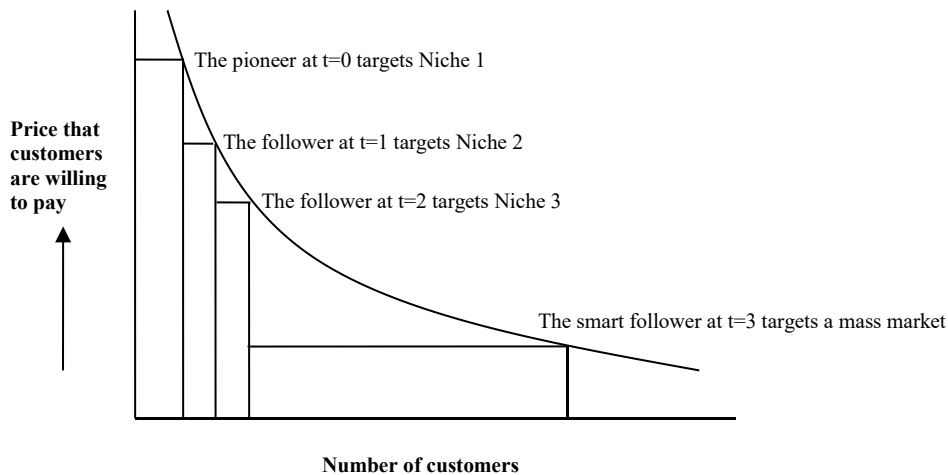 The pioneer at t=0 targets Niche 1
Price that
customers
are willing
to pay
The follower at t=1 targets Niche 2
The follower at t=2 targets Niche 3
The smart follower at t=3 targets a mass market
Number of customers